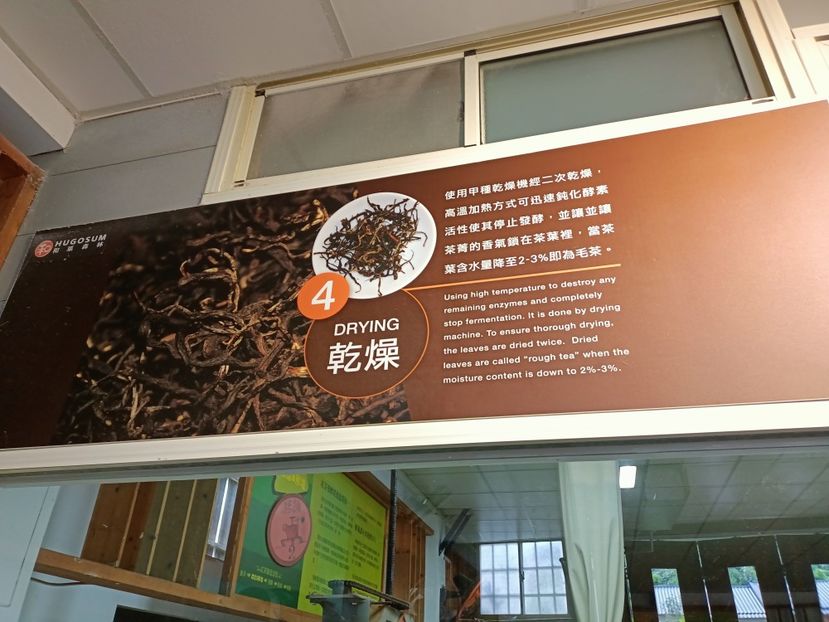 HUGOSUM
和菓森林
4
DRYING
乾燥
使用甲種乾燥機經二次乾燥，
高溫加熱方式可迅速鈍化酵素
活性使其停止發酵，並讓並讓
茶菁的香氣鎖在茶葉裡，當茶
葉含水量降至2-3%即為毛茶。
Using high temperature to destroy any
remaining enzymes and completely
stop fermentation. It is done by drying
machine. To ensure thorough drying,
the leaves are dried twice. Dried
leaves are called "rough tea" when the
moisture content is down to 2%-3%.